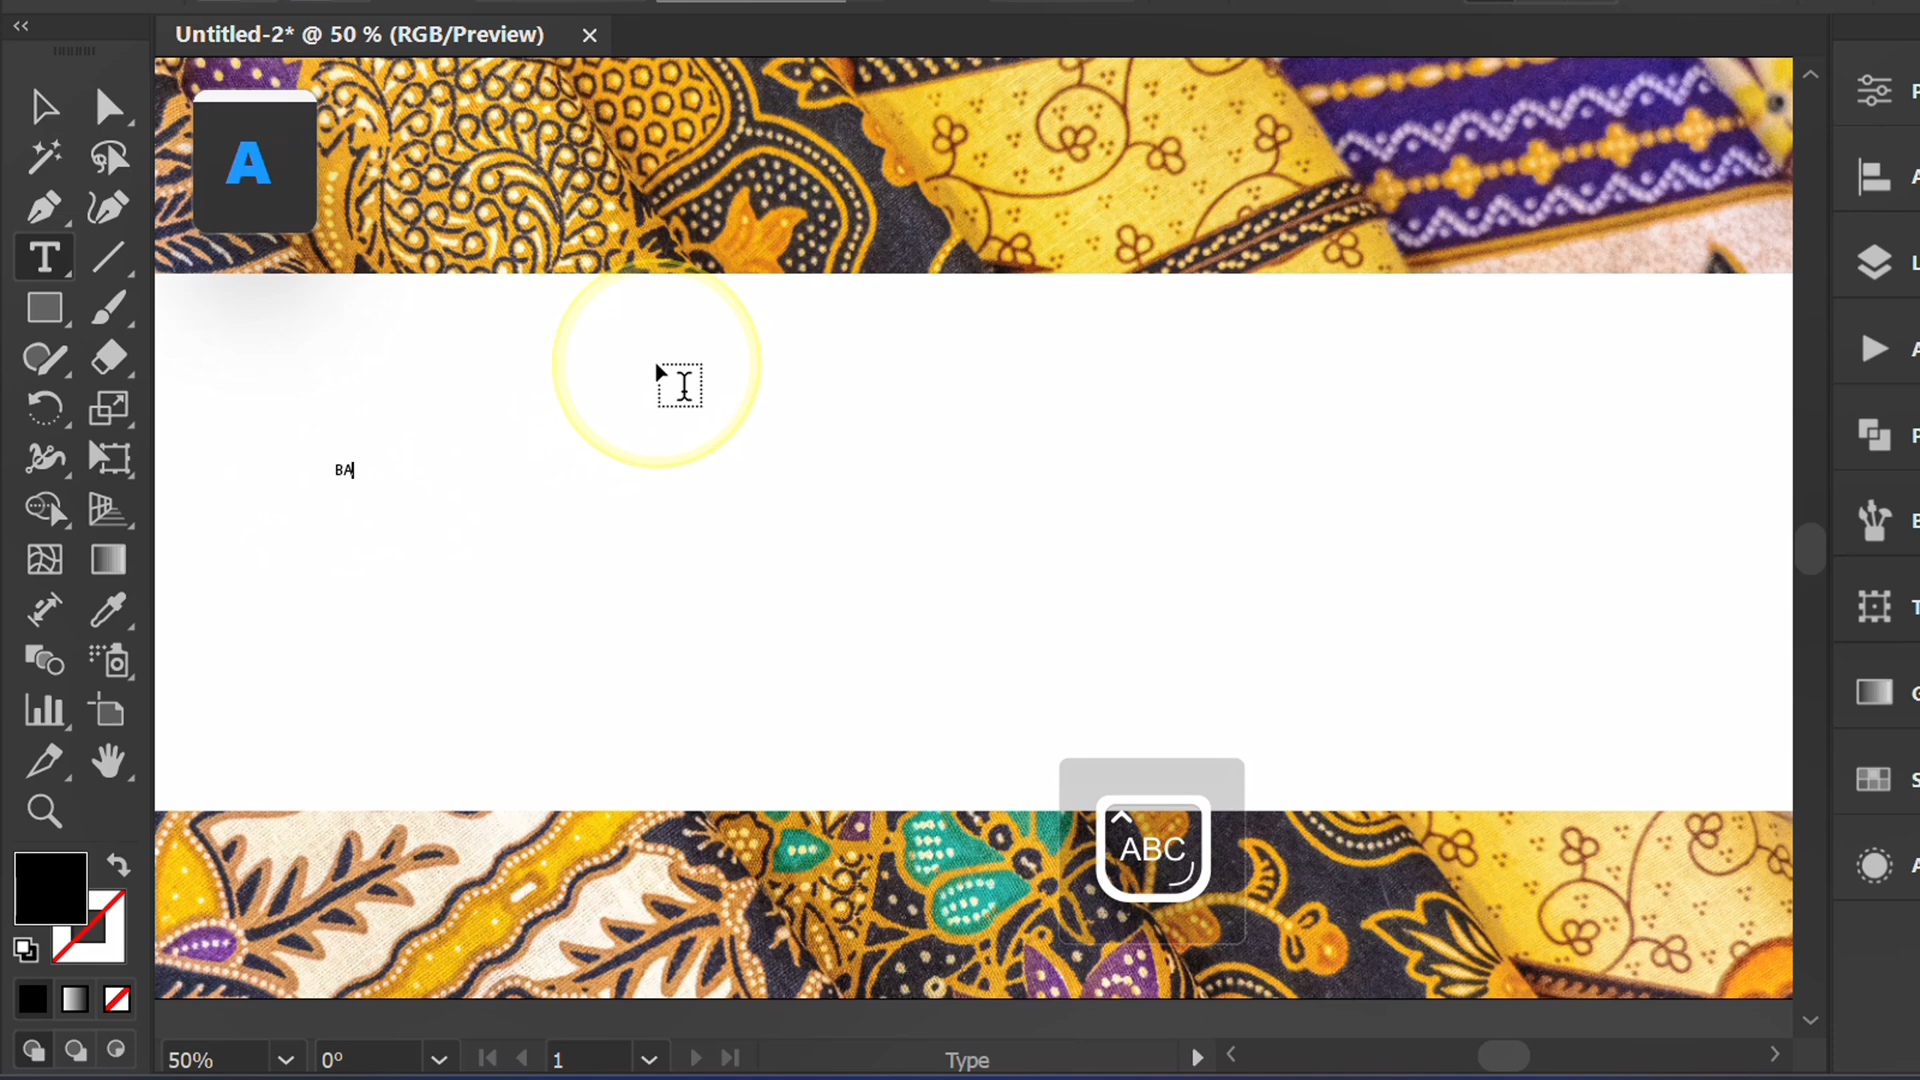 Untitled-2* @ 50 % (RGB/Preview)
A
T
P
A
L
A
BA
P
B
T
G
ABC
S
A
50%
0°
1
Type